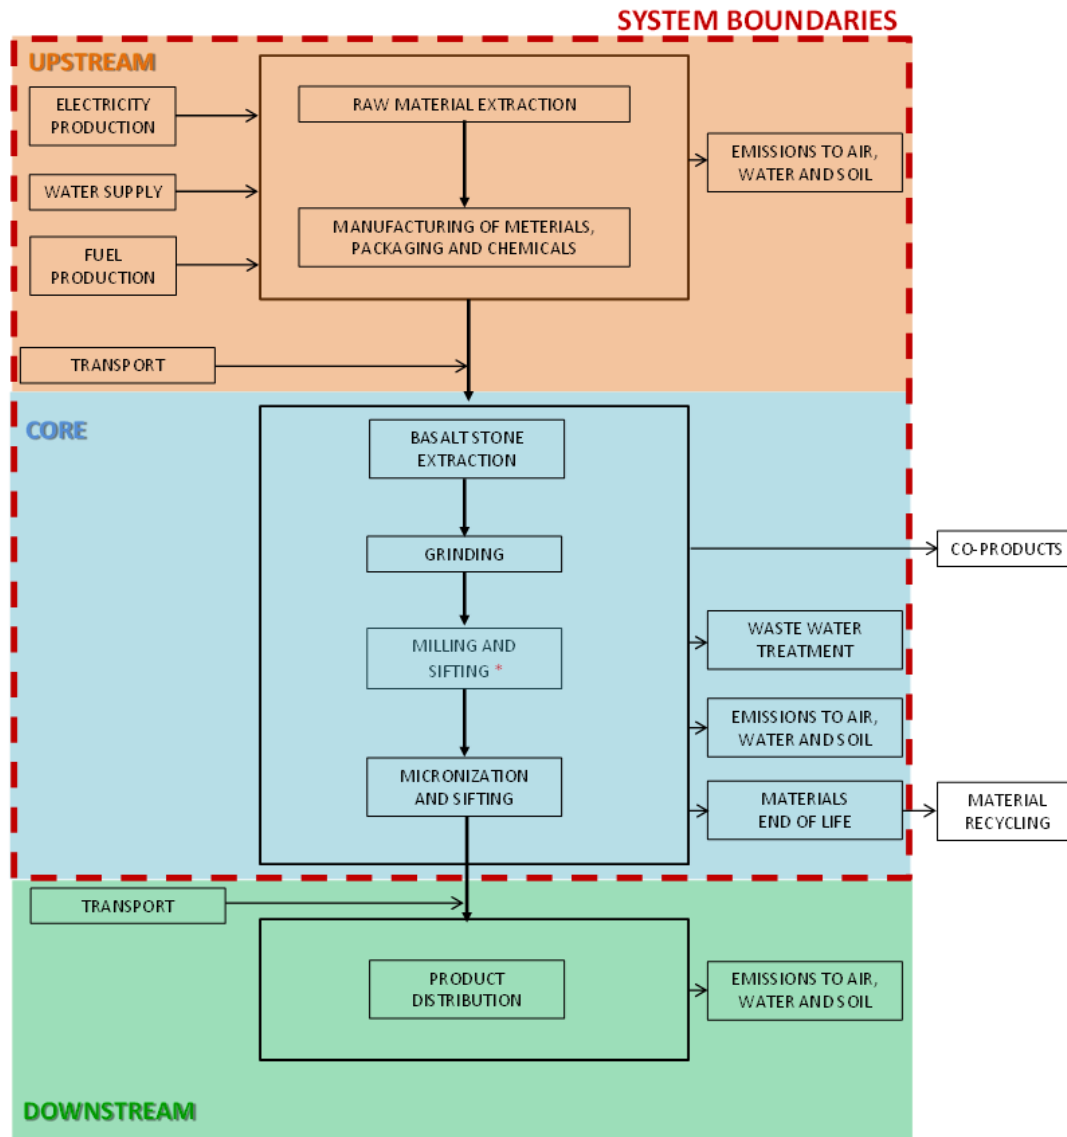 SYSTEM BOUNDARIES
UPSTREAM
ELECTRICITY
PRODUCTION
WATER SUPPLY
FUEL
PRODUCTION
RAW MATERIAL EXTRACTION
MANUFACTURING OF METERIALS,
PACKAGING AND CHEMICALS
EMISSIONS TO AIR,
WATER AND SOIL
TRANSPORT
CORE
BASALT STONE
EXTRACTION
GRINDING
MILLING AND
SIFTING *
MICRONIZATION
AND SIFTING
CO-PRODUCTS
WASTE WATER
TREATMENT
EMISSIONS TO AIR,
WATER AND SOIL
MATERIALS
END OF LIFE
MATERIAL
RECYCLING
TRANSPORT
PRODUCT
DISTRIBUTION
EMISSIONS TO AIR,
WATER AND SOIL
DOWNSTREAM